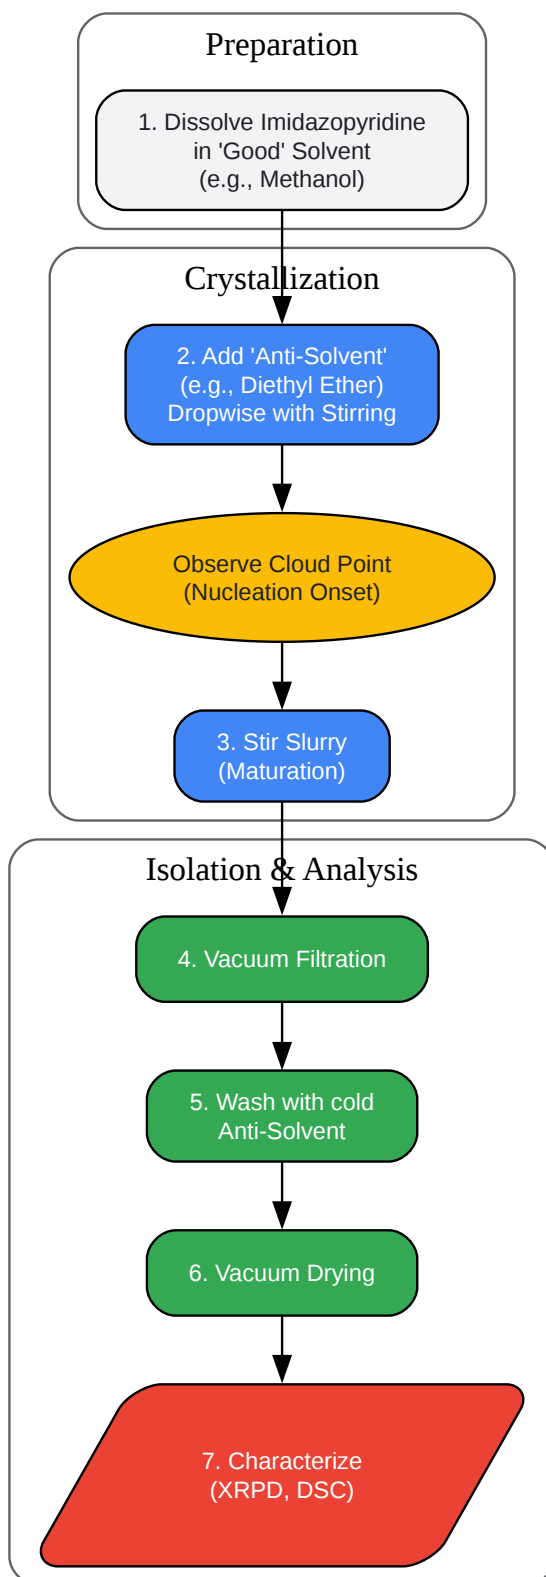 Preparation
1. Dissolve Imidazopyridine
in 'Good' Solvent
(e.g., Methanol)
Crystallization
2. Add 'Anti-Solvent'
(e.g., Diethyl Ether)
Dropwise with Stirring
Observe Cloud Point
(Nucleation Onset)
3. Stir Slurry
(Maturation)
Isolation & Analysis
4. Vacuum Filtration
5. Wash with cold
Anti-Solvent
6. Vacuum Drying
7. Characterize
(XRPD, DSC)